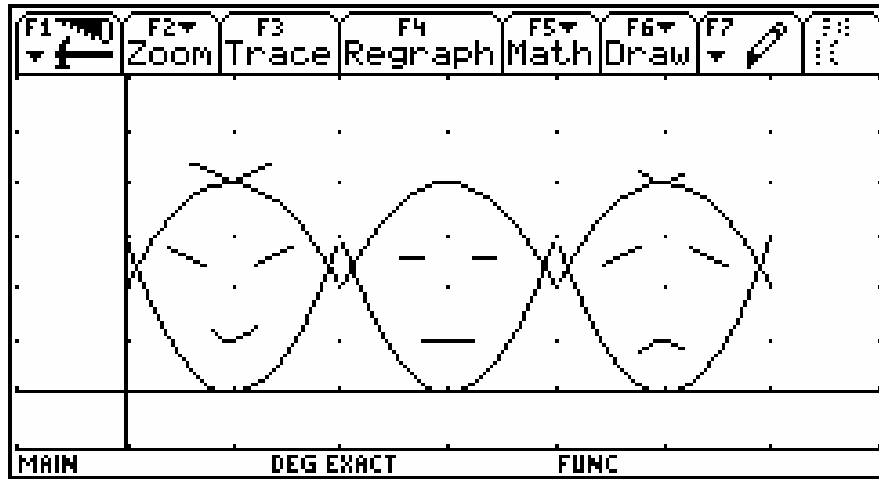 F1 F2 F3 F4 F5 F6 F7
Zoom Trace Regraph Math Draw
MAIN DEG EXACT FUNC